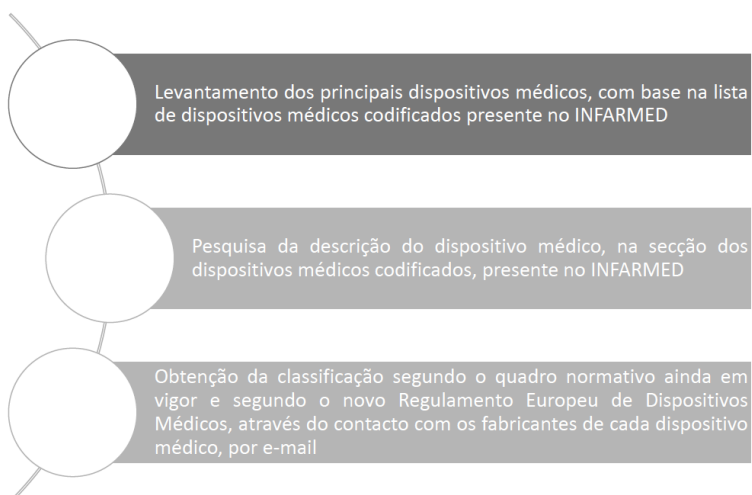 Levantamento dos principais dispositivos médicos, com base na lista
de dispositivos médicos codificados presente no INFARMED
Pesquisa da descrição do dispositivo médico, na secção dos
dispositivos médicos codificados, presente no INFARMED
Obtenção da classificação segundo o quadro normativo ainda em
vigor e segundo o novo Regulamento Europeu de Dispositivos
Médicos, através do contacto com os fabricantes de cada dispositivo
médico, por e-mail